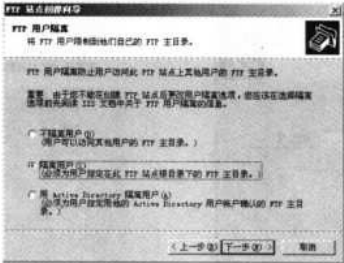 FTP 站点创建向导
FTP 用户隔离
将 FTP 用户限制到他们自己的 FTP 主目录。
FTP 用户隔离防止用户访问此 FTP 站点上其他用户的 FTP 主目录。
重要: 由于您不能在创建 FTP 站点后更改用户隔离选项，您应该在选择隔离
选项前先阅读 IIS 文档中关于 FTP 用户隔离的信息。
不隔离用户(D)
(用户可以访问其他用户的 FTP 主目录。)
隔离用户(S)
(必须为用户指定在此 FTP 站点根目录下的 FTP 主目录。)
用 Active Directory 隔离用户(A)
(必须为用户指定用他的 Active Directory 用户帐户确认的 FTP 主目
录。)
< 上一步(B)
下一步(N) >
取消